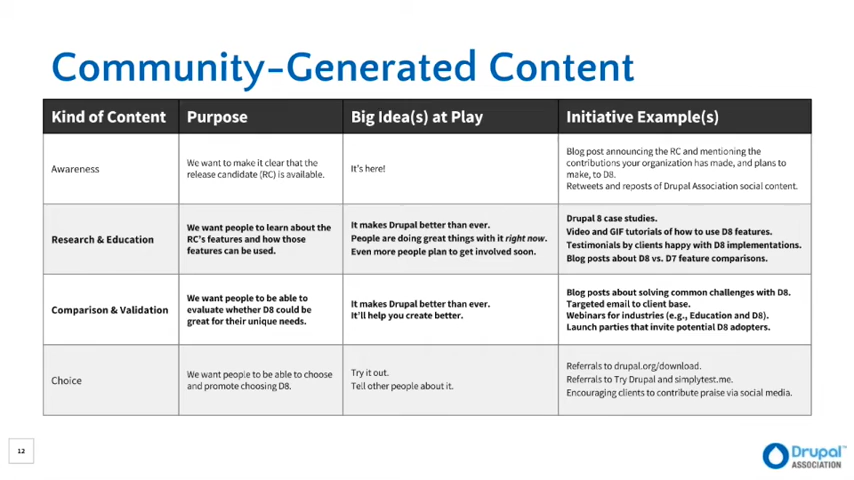 Community-Generated Content
Kind of Content
Purpose
Big Idea(s) at Play
Initiative Example(s)
Awareness
We want to make it clear that the
release candidate (RC) is available.
It's here!
Blog post announcing the RC and mentioning the
contributions your organization has made, and plans to
make, to D8.
Retweets and reposts of Drupal Association social content.
Research & Education
We want people to learn about the
RC's features and how those
features can be used.
It makes Drupal better than ever.
People are doing great things with it right now.
Even more people plan to get involved soon.
Drupal 8 case studies.
Video and GIF tutorials of how to use D8 features.
Testimonials by clients happy with D8 implementations.
Blog posts about D8 vs. D7 feature comparisons.
Comparison & Validation
We want people to be able to
evaluate whether D8 could be
great for their unique needs.
It makes Drupal better than ever.
It'll help you create better.
Blog posts about solving common challenges with D8.
Targeted email to client base.
Webinars for industries (e.g., Education and D8).
Launch parties that invite potential D8 adopters.
Choice
We want people to be able to choose
and promote choosing D8.
Try it out.
Tell other people about it.
Referrals to drupal.org/download.
Referrals to Try Drupal and simplytest.me.
Encouraging clients to contribute praise via social media.
12
Drupal™
ASSOCIATION